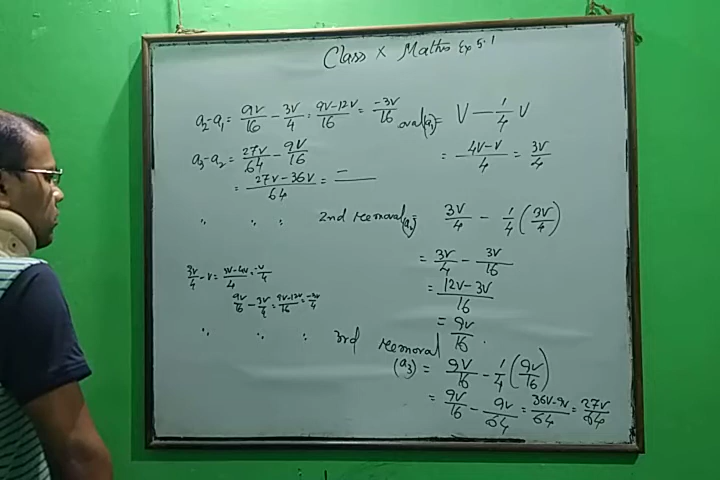 Class X Maths Ex 5.1
a₂-a₁ = 9V/16 - 3V/4 = 9V-12V/16 = -3V/16
oval (a₁) = V - 1/4 V
= 4V-V/4 = 3V/4
a₃-a₂ = 27V/64 - 9V/16
= 27V-36V/64 = 
" " " 2nd removal (a₂) = 3V/4 - 1/4 (3V/4)
= 3V/4 - 3V/16
= 12V-3V/16
= 9V/16
3V/4 - V = 3V-4V/4 = -V/4
9V/16 - 3V/4 = 9V-12V/16 = -3V/4
" " " 3rd removal
(a₃) = 9V/16 - 1/4 (9V/16)
= 9V/16 - 9V/64 = 36V-9V/64 = 27V/64